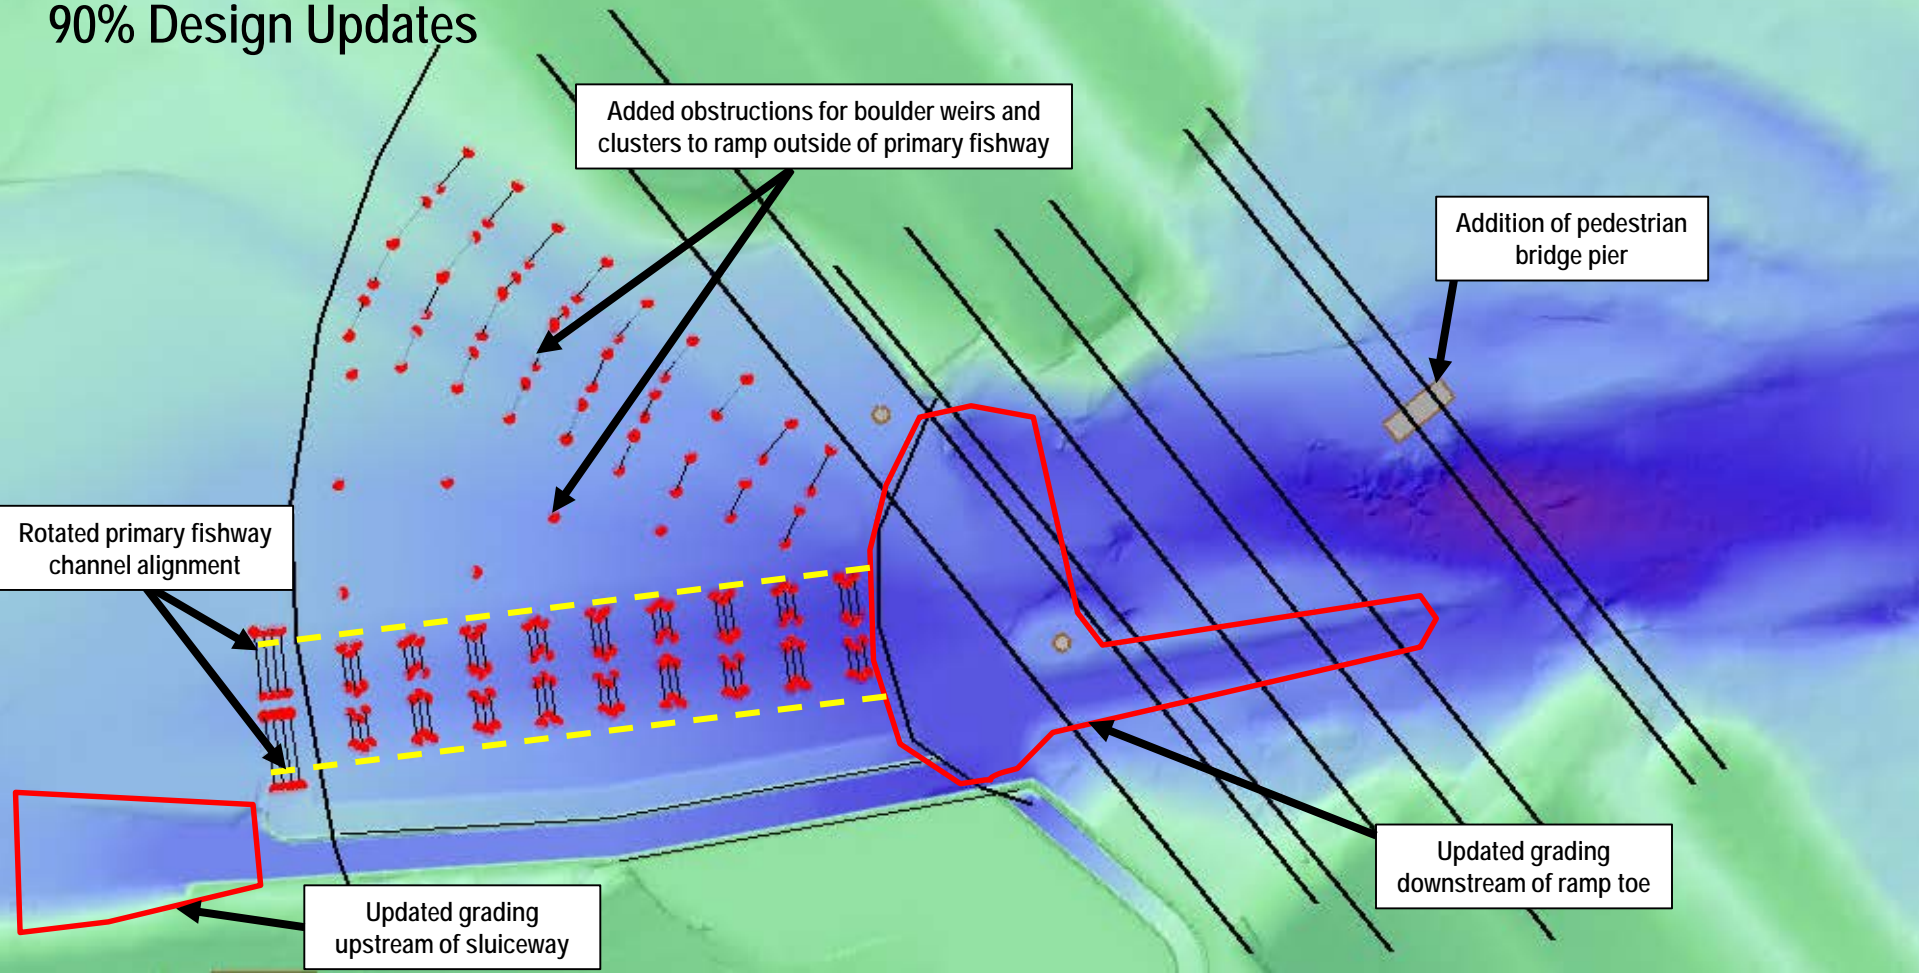 90% Design Updates
Added obstructions for boulder weirs and
clusters to ramp outside of primary fishway
Addition of pedestrian
bridge pier
Rotated primary fishway
channel alignment
Updated grading
downstream of ramp toe
Updated grading
upstream of sluiceway